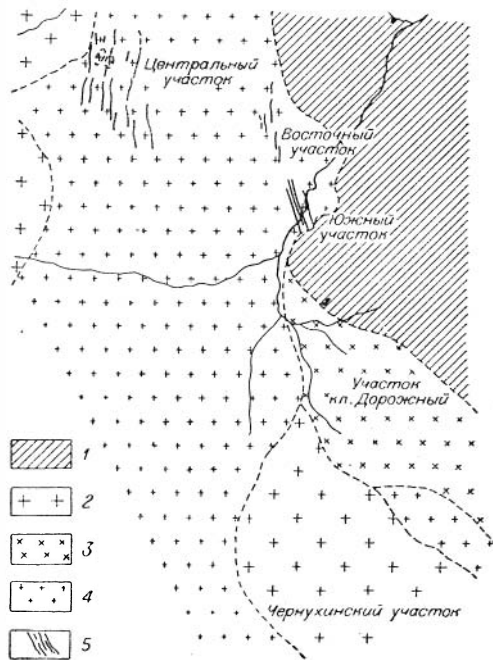 Центральный
участок
Восточный
участок
Южный
участок
Участок
кл. Дорожный
1
2
3
4
5
Чернухинский участок